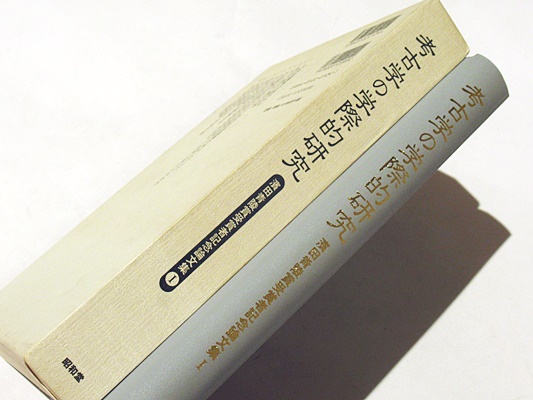 考古学の学際的研究
濱田青陵賞受賞者記念論文集 1
昭和堂
考古学の学際的研究
濱田青陵賞受賞者記念論文集 I